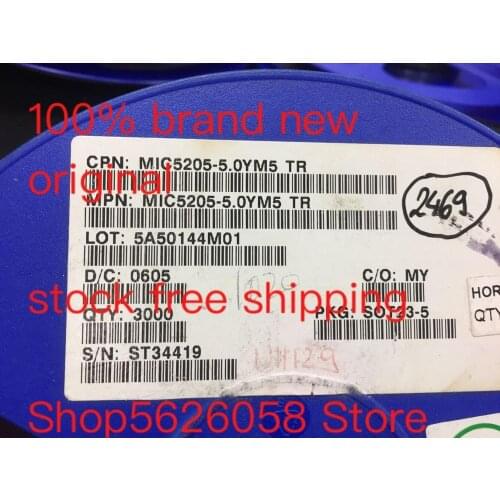 100% brand new
CPN: MIC5205-5.0YM5 TR
original
MPN: MIC5205-5.0YM5 TR
2469
LOT: 5A50144M01
D/C: 0605
C/O: MY
stock free shipping
HOR
QTY: 3000
PKG: SOT23-5
QTY
S/N: ST34419
Shop5626058 Store